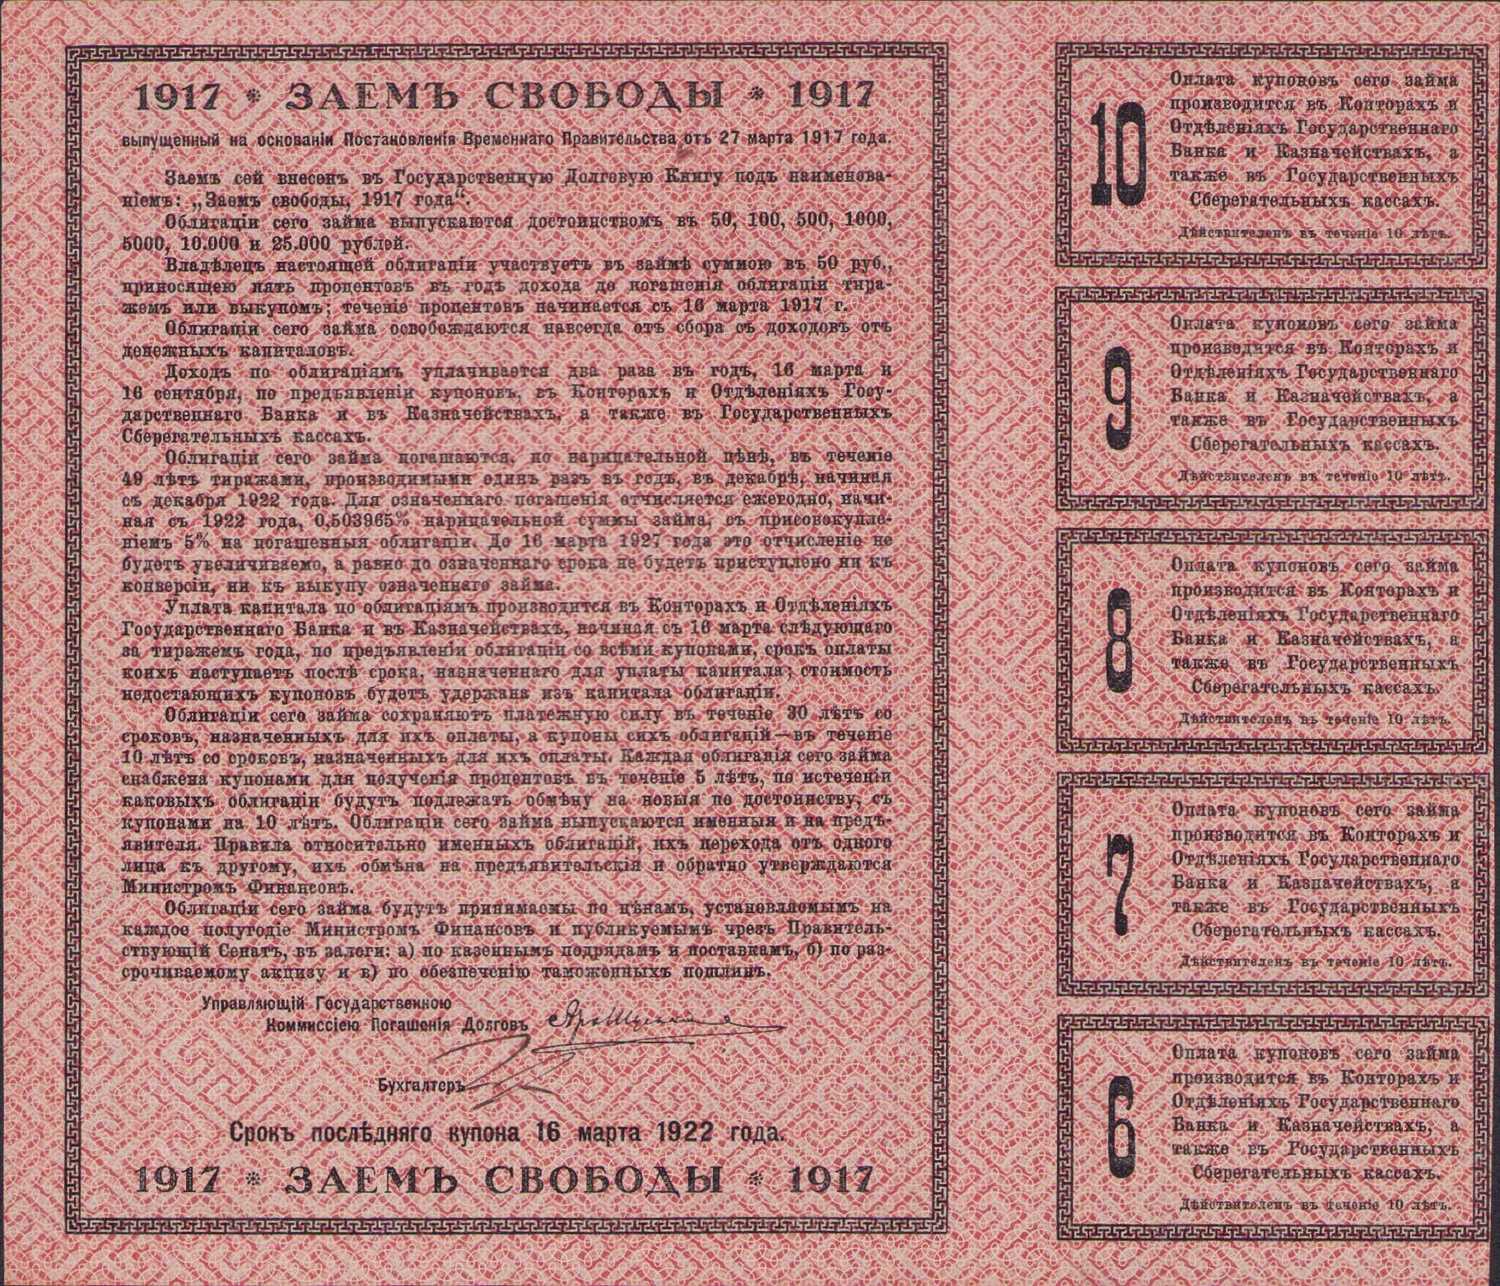 1917 * ЗАЕМЪ СВОБОДЫ * 1917
выпущенный на основаніи Постановленія Временнаго Правительства отъ 27 марта 1917 года.
Заемъ сей внесенъ въ Государственную Долговую Книгу подъ наименова-
ніемъ: „Заемъ свободы, 1917 года“.
Облигаціи сего займа выпускаются достоинствомъ въ 50, 100, 500, 1000,
5000, 10.000 и 25.000 рублей.
Владѣлецъ настоящей облигаціи участвуетъ въ займѣ суммою въ 50 руб.,
приносящею пять процентовъ въ годъ дохода до погашенія облигаціи тира-
жемъ или выкупомъ; теченіе процентовъ начинается съ 16 марта 1917 г.
Облигаціи сего займа освобождаются навсегда отъ сбора съ доходовъ отъ
денежныхъ капиталовъ.
Доходъ по облигаціямъ уплачивается два раза въ годъ, 16 марта и
16 сентября, по предъявленіи купоновъ, въ Конторахъ и Отдѣленіяхъ Госу-
дарственнаго Банка и въ Казначействахъ, а также въ Государственныхъ
Сберегательныхъ кассахъ.
Облигаціи сего займа погашаются, по нарицательной цѣнѣ, въ теченіе
49 лѣтъ тиражами, производимыми одинъ разъ въ годъ, въ декабрѣ, начиная
съ декабря 1922 года. Для означеннаго погашенія отчисляется ежегодно, начи-
ная съ 1922 года, 0,503965% нарицательной суммы займа, съ присовокупле-
ніемъ 5% на погашенныя облигаціи. До 16 марта 1927 года это отчисленіе не
будетъ увеличиваемо, а равно до означеннаго срока не будетъ приступлено ни къ
конверсіи, ни къ выкупу означеннаго займа.
Уплата капитала по облигаціямъ производится въ Конторахъ и Отдѣленіяхъ
Государственнаго Банка и въ Казначействахъ, начиная съ 16 марта слѣдующаго
за тиражемъ года, по предъявленіи облигаціи со всѣми купонами, срокъ оплаты
коихъ наступаетъ послѣ срока, назначеннаго для уплаты капитала; стоимость
недостающихъ купоновъ будетъ удержана изъ капитала облигаціи.
Облигаціи сего займа сохраняютъ платежную силу въ теченіе 30 лѣтъ со
сроковъ, назначенныхъ для ихъ оплаты, а купоны сихъ облигацій—въ теченіе
10 лѣтъ со сроковъ, назначенныхъ для ихъ оплаты. Каждая облигація сего займа
снабжена купонами для полученія процентовъ въ теченіе 5 лѣтъ, по истеченіи
каковыхъ облигаціи будутъ подлежать обмѣну на новыя по достоинству, съ
купонами на 10 лѣтъ. Облигаціи сего займа выпускаются именныя и на предъ-
явителя. Правила относительно именныхъ облигацій, ихъ перехода отъ одного
лица къ другому, ихъ обмѣна на предъявительскія и обратно утверждаются
Министромъ Финансовъ.
Облигаціи сего займа будутъ принимаемы по цѣнамъ, установляемымъ на
каждое полугодіе Министромъ Финансовъ и публикуемымъ чрезъ Правитель-
ствующій Сенатъ, въ залоги: а) по казеннымъ подрядамъ и поставкамъ, б) по раз-
срочиваемому акцизу и в) по обезпеченію таможенныхъ пошлинъ.
Управляющій Государственною
Коммиссіею Погашенія Долговъ
Бухгалтеръ
Срокъ послѣдняго купона 16 марта 1922 года.
1917 * ЗАЕМЪ СВОБОДЫ * 1917
10
Оплата купоновъ сего займа
производится въ Конторахъ и
Отдѣленіяхъ Государственнаго
Банка и Казначействахъ, а
также въ Государственныхъ
Сберегательныхъ кассахъ.
Дѣйствителенъ въ теченіе 10 лѣтъ.
9
Оплата купоновъ сего займа
производится въ Конторахъ и
Отдѣленіяхъ Государственнаго
Банка и Казначействахъ, а
также въ Государственныхъ
Сберегательныхъ кассахъ.
Дѣйствителенъ въ теченіе 10 лѣтъ.
8
Оплата купоновъ сего займа
производится въ Конторахъ и
Отдѣленіяхъ Государственнаго
Банка и Казначействахъ, а
также въ Государственныхъ
Сберегательныхъ кассахъ.
Дѣйствителенъ въ теченіе 10 лѣтъ.
7
Оплата купоновъ сего займа
производится въ Конторахъ и
Отдѣленіяхъ Государственнаго
Банка и Казначействахъ, а
также въ Государственныхъ
Сберегательныхъ кассахъ.
Дѣйствителенъ въ теченіе 10 лѣтъ.
6
Оплата купоновъ сего займа
производится въ Конторахъ и
Отдѣленіяхъ Государственнаго
Банка и Казначействахъ, а
также въ Государственныхъ
Сберегательныхъ кассахъ.
Дѣйствителенъ въ теченіе 10 лѣтъ.